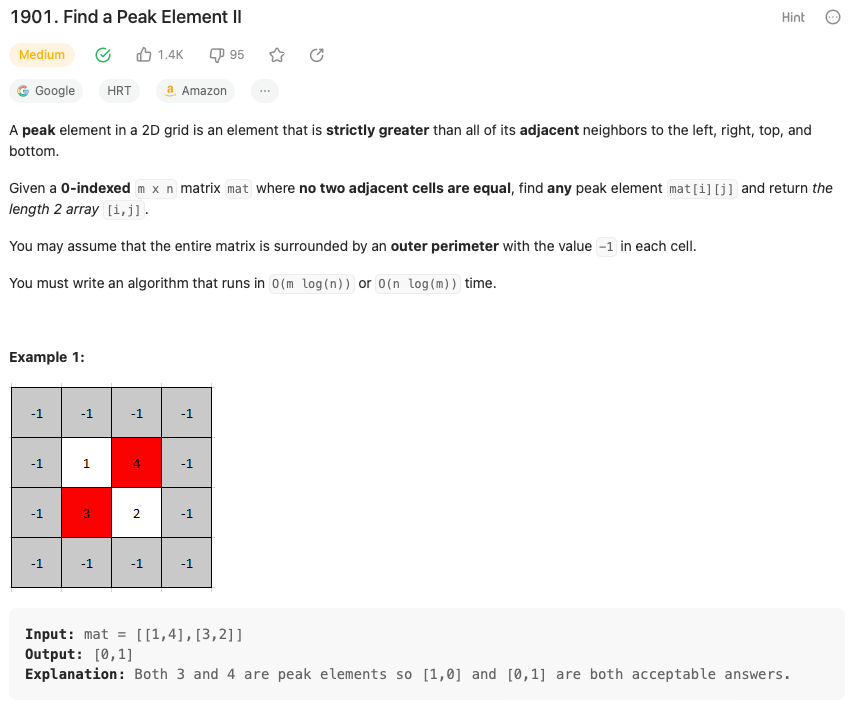 1901. Find a Peak Element II
Hint
Medium
1.4K
95
Google
HRT
Amazon
...
A peak element in a 2D grid is an element that is strictly greater than all of its adjacent neighbors to the left, right, top, and
bottom.
Given a 0-indexed m x n matrix mat where no two adjacent cells are equal, find any peak element mat[i][j] and return the
length 2 array [i,j].
You may assume that the entire matrix is surrounded by an outer perimeter with the value -1 in each cell.
You must write an algorithm that runs in O(m log(n)) or O(n log(m)) time.
Example 1:
-1 -1 -1 -1
-1 1 4 -1
-1 3 2 -1
-1 -1 -1 -1
Input: mat = [[1,4],[3,2]]
Output: [0,1]
Explanation: Both 3 and 4 are peak elements so [1,0] and [0,1] are both acceptable answers.